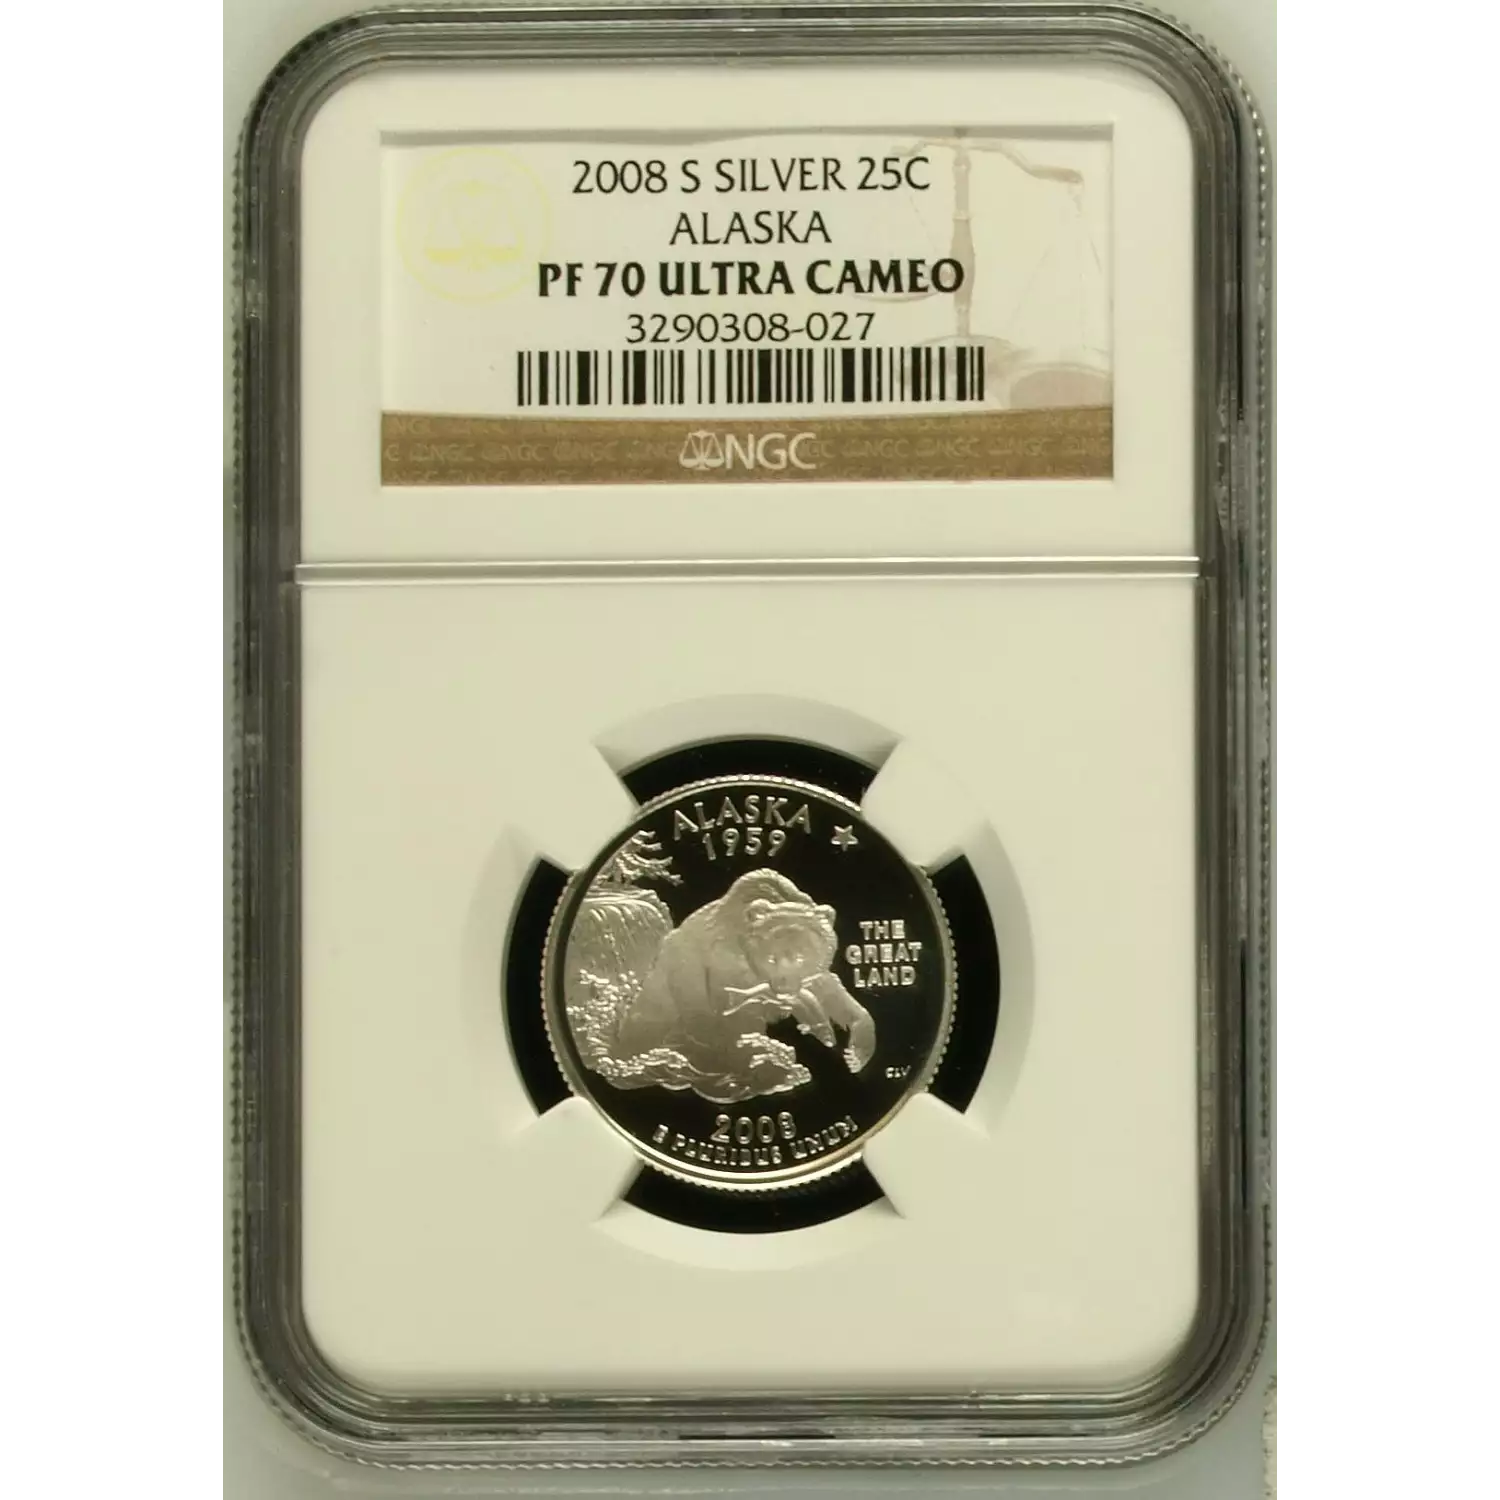 2008 S SILVER 25C
ALASKA
PF 70 ULTRA CAMEO
3290308-027
NGC
ALASKA
1959
THE
GREAT
LAND
CLV
2008
E PLURIBUS UNUM